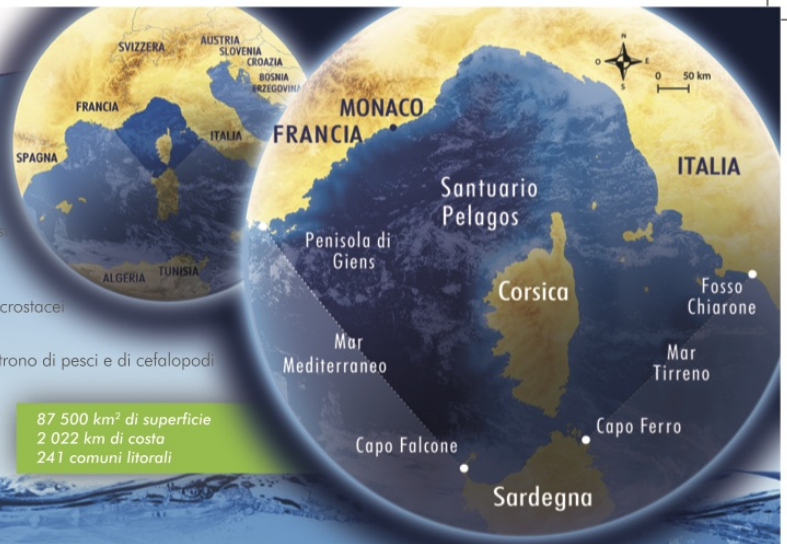 SVIZZERA
AUSTRIA
SLOVENIA
CROAZIA
BOSNIA
ERZEGOVINA
FRANCIA
ITALIA
SPAGNA
ALGERIA
TUNISIA
crostacei
trono di pesci e di cefalopodi
87 500 km² di superficie
2 022 km di costa
241 comuni litorali
N
O
E
S
0 50 km
MONACO
FRANCIA
ITALIA
Santuario
Pelagos
Penisola di
Giens
Corsica
Fosso
Chiarone
Mar
Mediterraneo
Mar
Tirreno
Capo Falcone
Capo Ferro
Sardegna